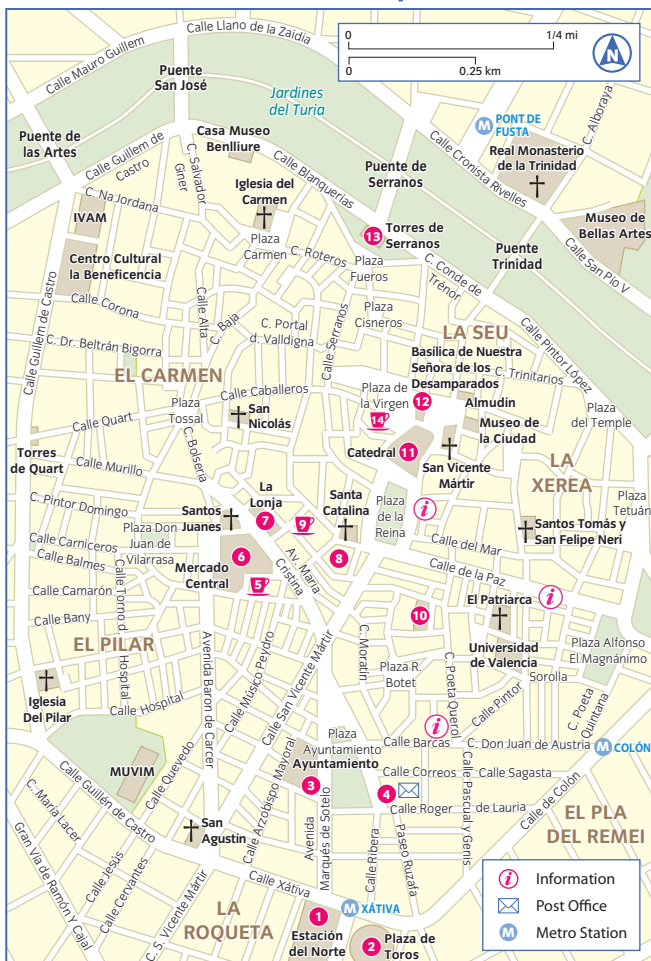 Calle Llano de la Zaidía
Calle Mauro Guillem
0
1/4 mi
0
0.25 km
N
Puente
San José
Jardines
del Turia
Puente de
las Artes
Calle Guillem de
Castro
C. Salvador
Giner
Casa Museo
Benlliure
Calle Blanquerias
M
PONT DE
FUSTA
C. Alboraya
Real Monasterio
de la Trinidad
Calle Cronista Rivelles
Puente de
Serranos
Iglesia del
Carmen
C. Na Jordana
IVAM
Museo de
Bellas Artes
13
Torres de
Serranos
Plaza
Carmen
C. Roteros
Plaza
Fueros
Puente
Trinidad
Calle San Pio V
Centro Cultural
la Beneficencia
C. Conde de
Trénor
Calle Corona
Calle Alta
C. Baja
Calle Guillem de Castro
Plaza
Cisneros
C. Portal
d. Valldigna
Calle Serranos
LA SEU
Calle Pintor López
C. Dr. Beltrán Bigorra
Basilica de Nuestra
Señora de los
Desamparados
C. Trinitarios
EL CARMEN
Calle Caballeros
Plaza de
la Virgen
12
Almudín
14
Plaza
Tossal
San
Nicolás
Museo de
la Ciudad
Plaza
del Temple
Calle Quart
C. Bolseria
Catedral
11
Torres
de Quart
Calle Murillo
San Vicente
Mártir
LA
XEREA
La
Lonja
Santa
Catalina
Plaza
de la
Reina
i
Plaza
Tetuán
C. Pintor Domingo
Santos
Juanes
7
9
Santos Tomás y
San Felipe Neri
Plaza Don
Juan de
Vilarrasa
Calle Carniceros
Calle Balmes
6
Mercado
Central
5
Av. Maria
Cristina
8
Calle del Mar
Calle de la Paz
Calle Camarón
Calle Torno d.
Hospital
i
10
El Patriarca
Calle Bany
EL PILAR
Avenida Baron de Carcer
Calle Músico Peydro
Calle San Vicente Mártir
C. Moratin
Universidad
de Valencia
Plaza Alfonso
El Magnánimo
Plaza R.
Botet
C. Poeta Querol
Sorolla
Calle Pintor
C. Poeta
Quintana
Iglesia
Del Pilar
Calle Hospital
i
Plaza
Ayuntamiento
Calle Barcas
C. Don Juan de Austria
M
COLÓN
Ayuntamiento
MUVIM
Calle Quevedo
Calle Arzobispo Mayoral
3
Calle Correos
Calle Sagasta
4
Calle de Colón
Calle Guillén de Castro
C. Maria Lacer
Calle Roger
de Lauria
Calle Pascual y Genis
EL PLA
DEL REMEI
San
Agustín
Avenida
Marqués de Sotelo
Calle Ribera
Paseo Ruzafa
Gran Vía de Ramón Y Cajal
Calle Jesús
Calle Cervantes
C. S. Vicente Mártir
Calle Xátiva
i
Information
Post Office
M
Metro Station
LA
ROQUETA
1
Estación
del Norte
M
XÁTIVA
2
Plaza de
Toros